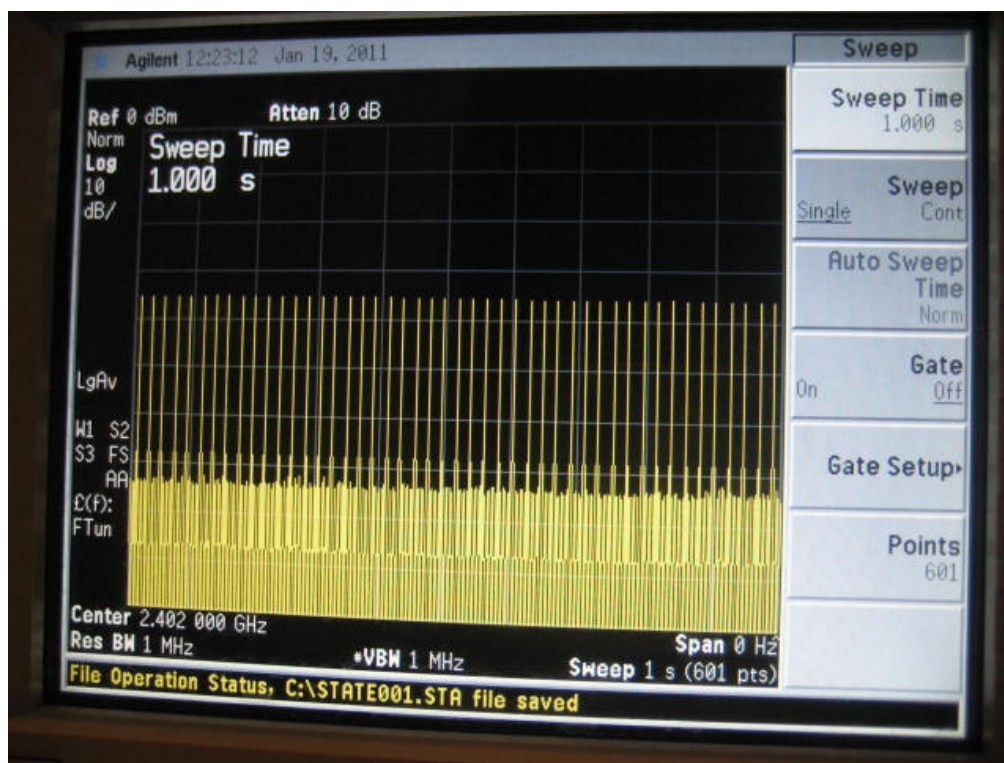 Agilent 12:23:12 Jan 19, 2011
Sweep
Ref 0 dBm Atten 10 dB
Norm
Log
10
dB/
Sweep Time
1.000 s
LgAv
W1 S2
S3 FS
AA
£(f):
FTun
Center 2.402 000 GHz
Span 0 Hz
Res BW 1 MHz
*VBW 1 MHz
Sweep 1 s (601 pts)
File Operation Status, C:\STATE001.STA file saved
Sweep Time
1.000 s
Sweep
Single Cont
Auto Sweep
Time
Norm
Gate
On Off
Gate Setup▸
Points
601